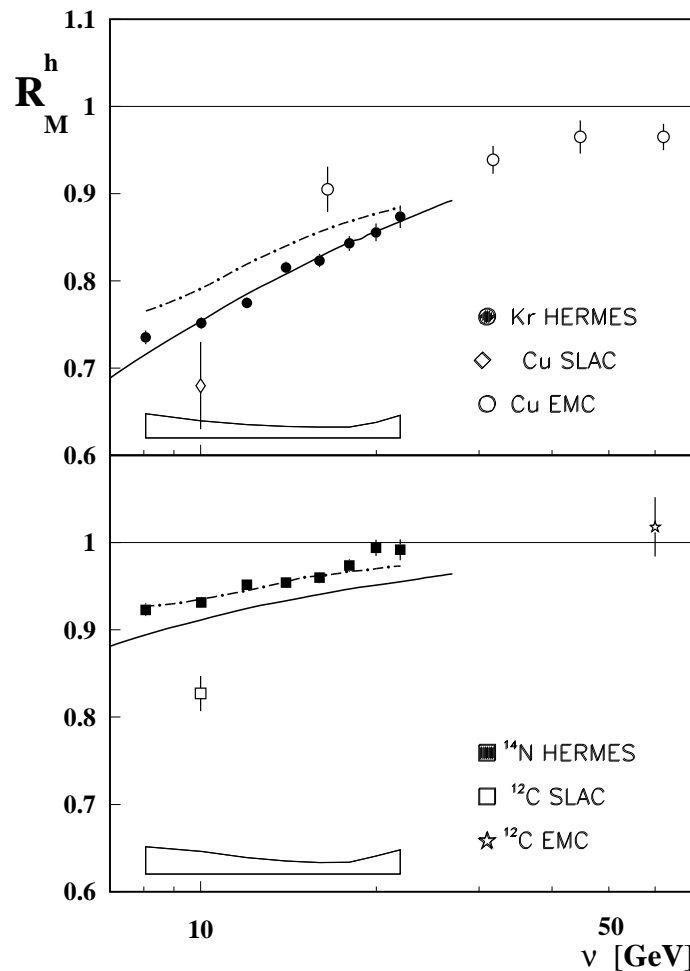 1.1
R_M^h
1
0.9
0.8
0.7
0.6
Kr HERMES
Cu SLAC
Cu EMC
1
0.9
0.8
0.7
0.6
¹⁴N HERMES
¹²C SLAC
¹²C EMC
10
50
ν [GeV]